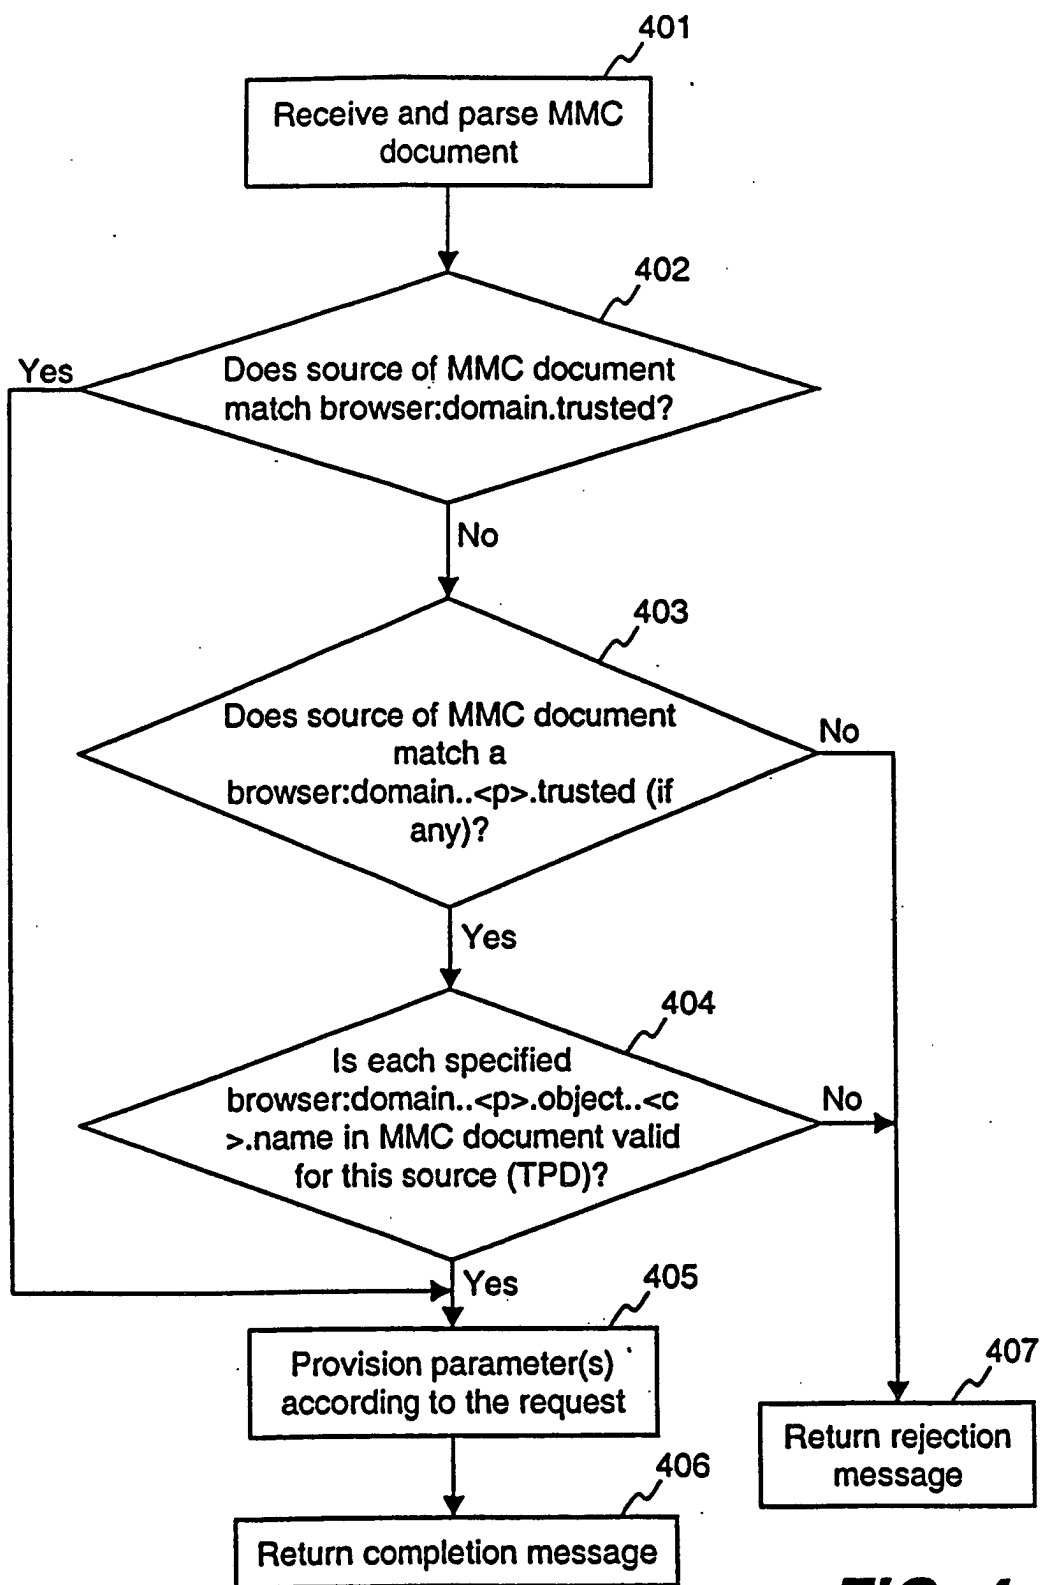 401
Receive and parse MMC
document
402
Yes
Does source of MMC document
match browser:domain.trusted?
No
403
Does source of MMC document
match a
browser:domain..<p>.trusted (if
any)?
No
Yes
404
Is each specified
browser:domain..<p>.object..<c
>.name in MMC document valid
for this source (TPD)?
No
Yes
405
Provision parameter(s)
according to the request
407
Return rejection
message
406
Return completion message